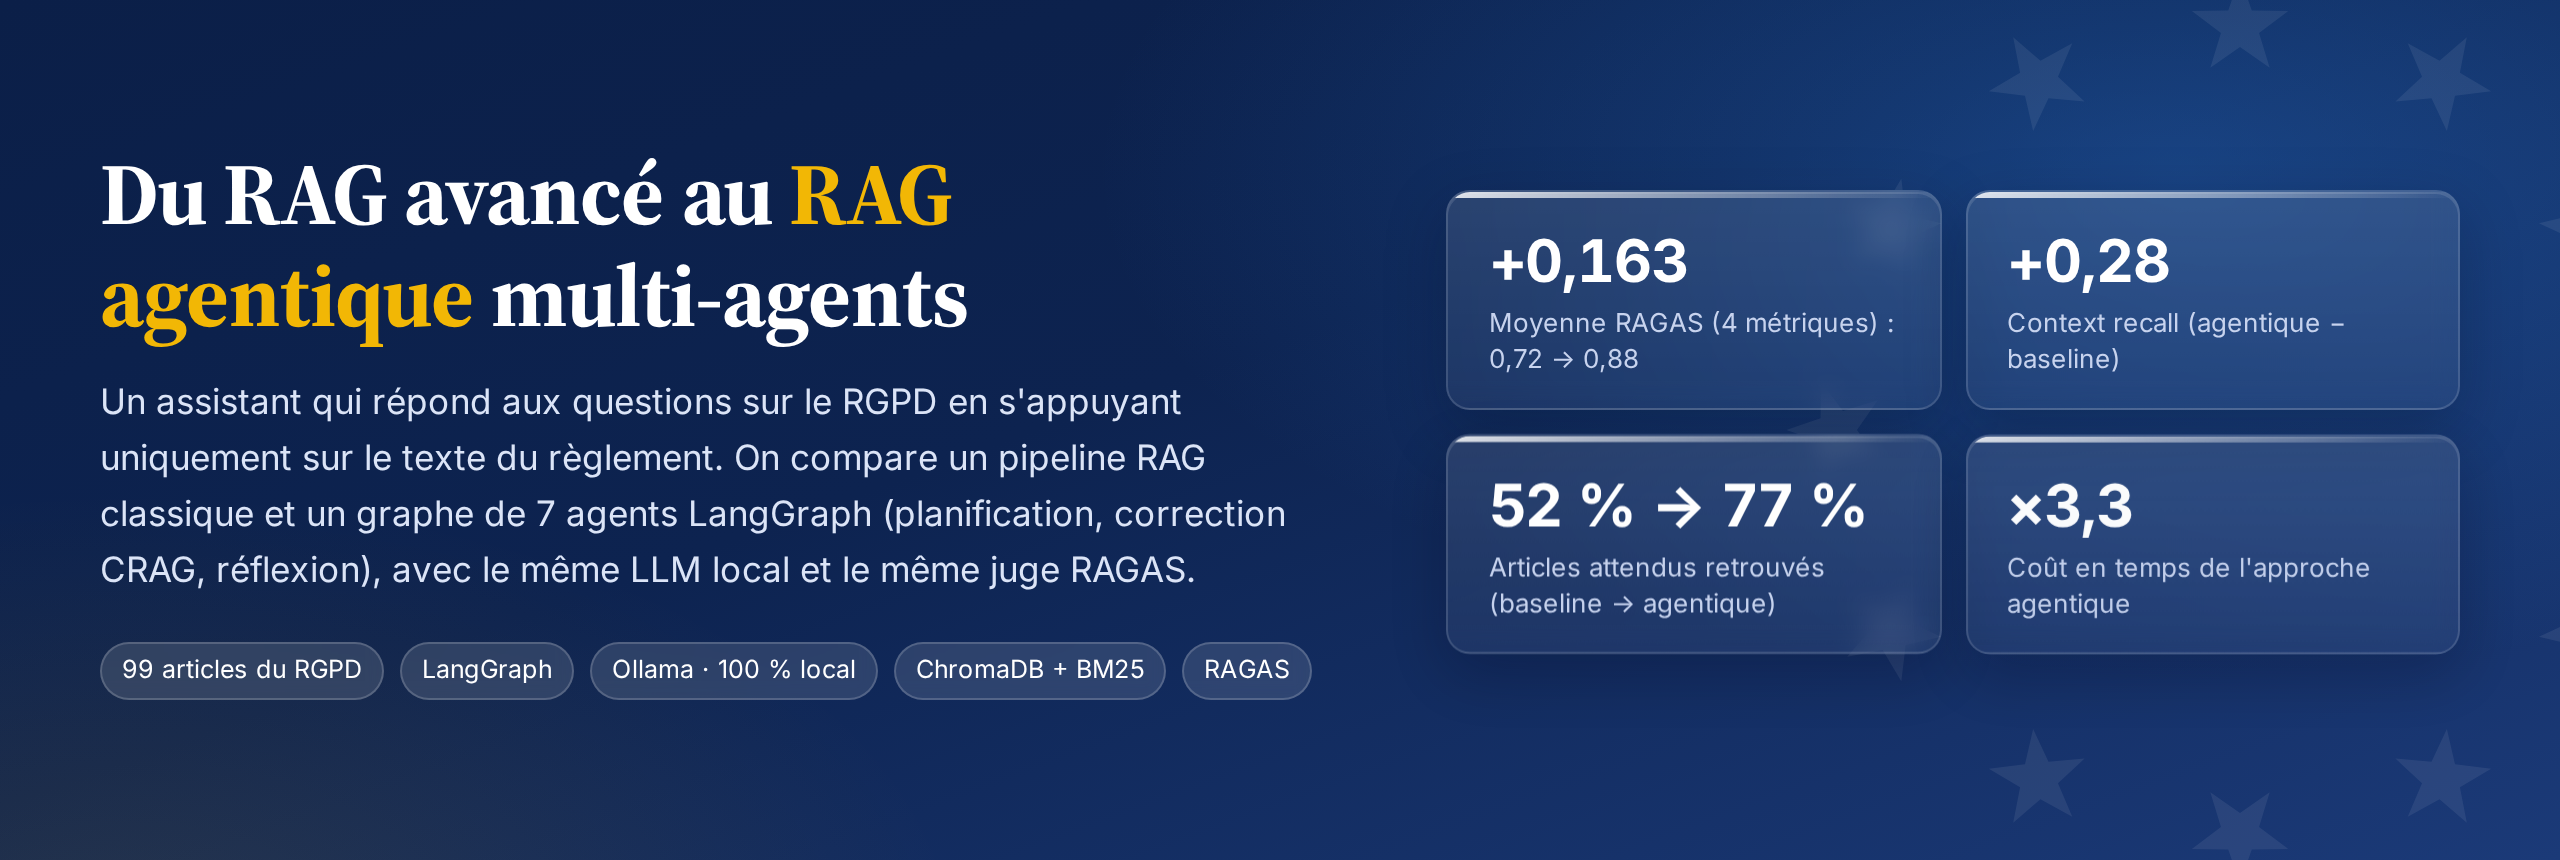 Du RAG avancé au RAG
agentique multi-agents
Un assistant qui répond aux questions sur le RGPD en s'appuyant
uniquement sur le texte du règlement. On compare un pipeline RAG
classique et un graphe de 7 agents LangGraph (planification, correction
CRAG, réflexion), avec le même LLM local et le même juge RAGAS.
99 articles du RGPD
LangGraph
Ollama · 100 % local
ChromaDB + BM25
RAGAS
+0,163
Moyenne RAGAS (4 métriques) :
0,72 → 0,88
+0,28
Context recall (agentique −
baseline)
52 % → 77 %
Articles attendus retrouvés
(baseline → agentique)
×3,3
Coût en temps de l'approche
agentique